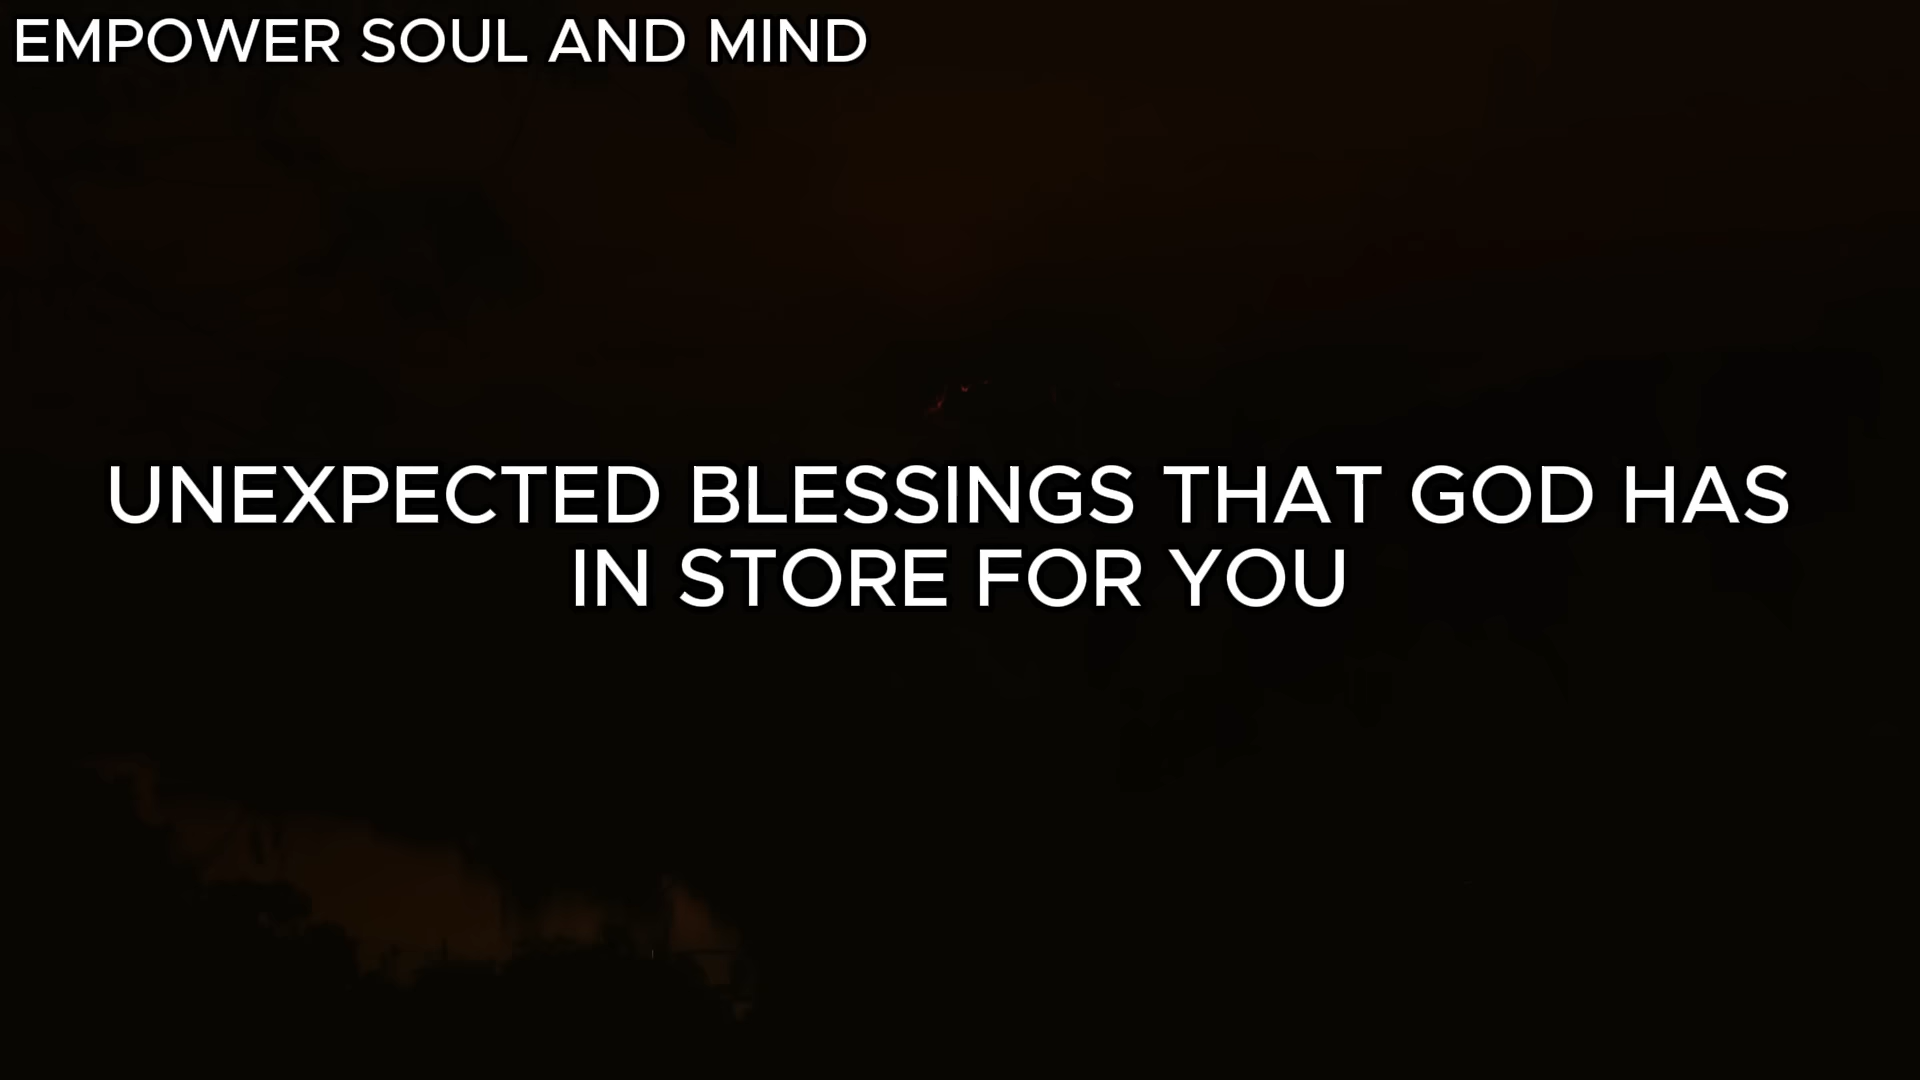 EMPOWER SOUL AND MIND
UNEXPECTED BLESSINGS THAT GOD HAS
IN STORE FOR YOU